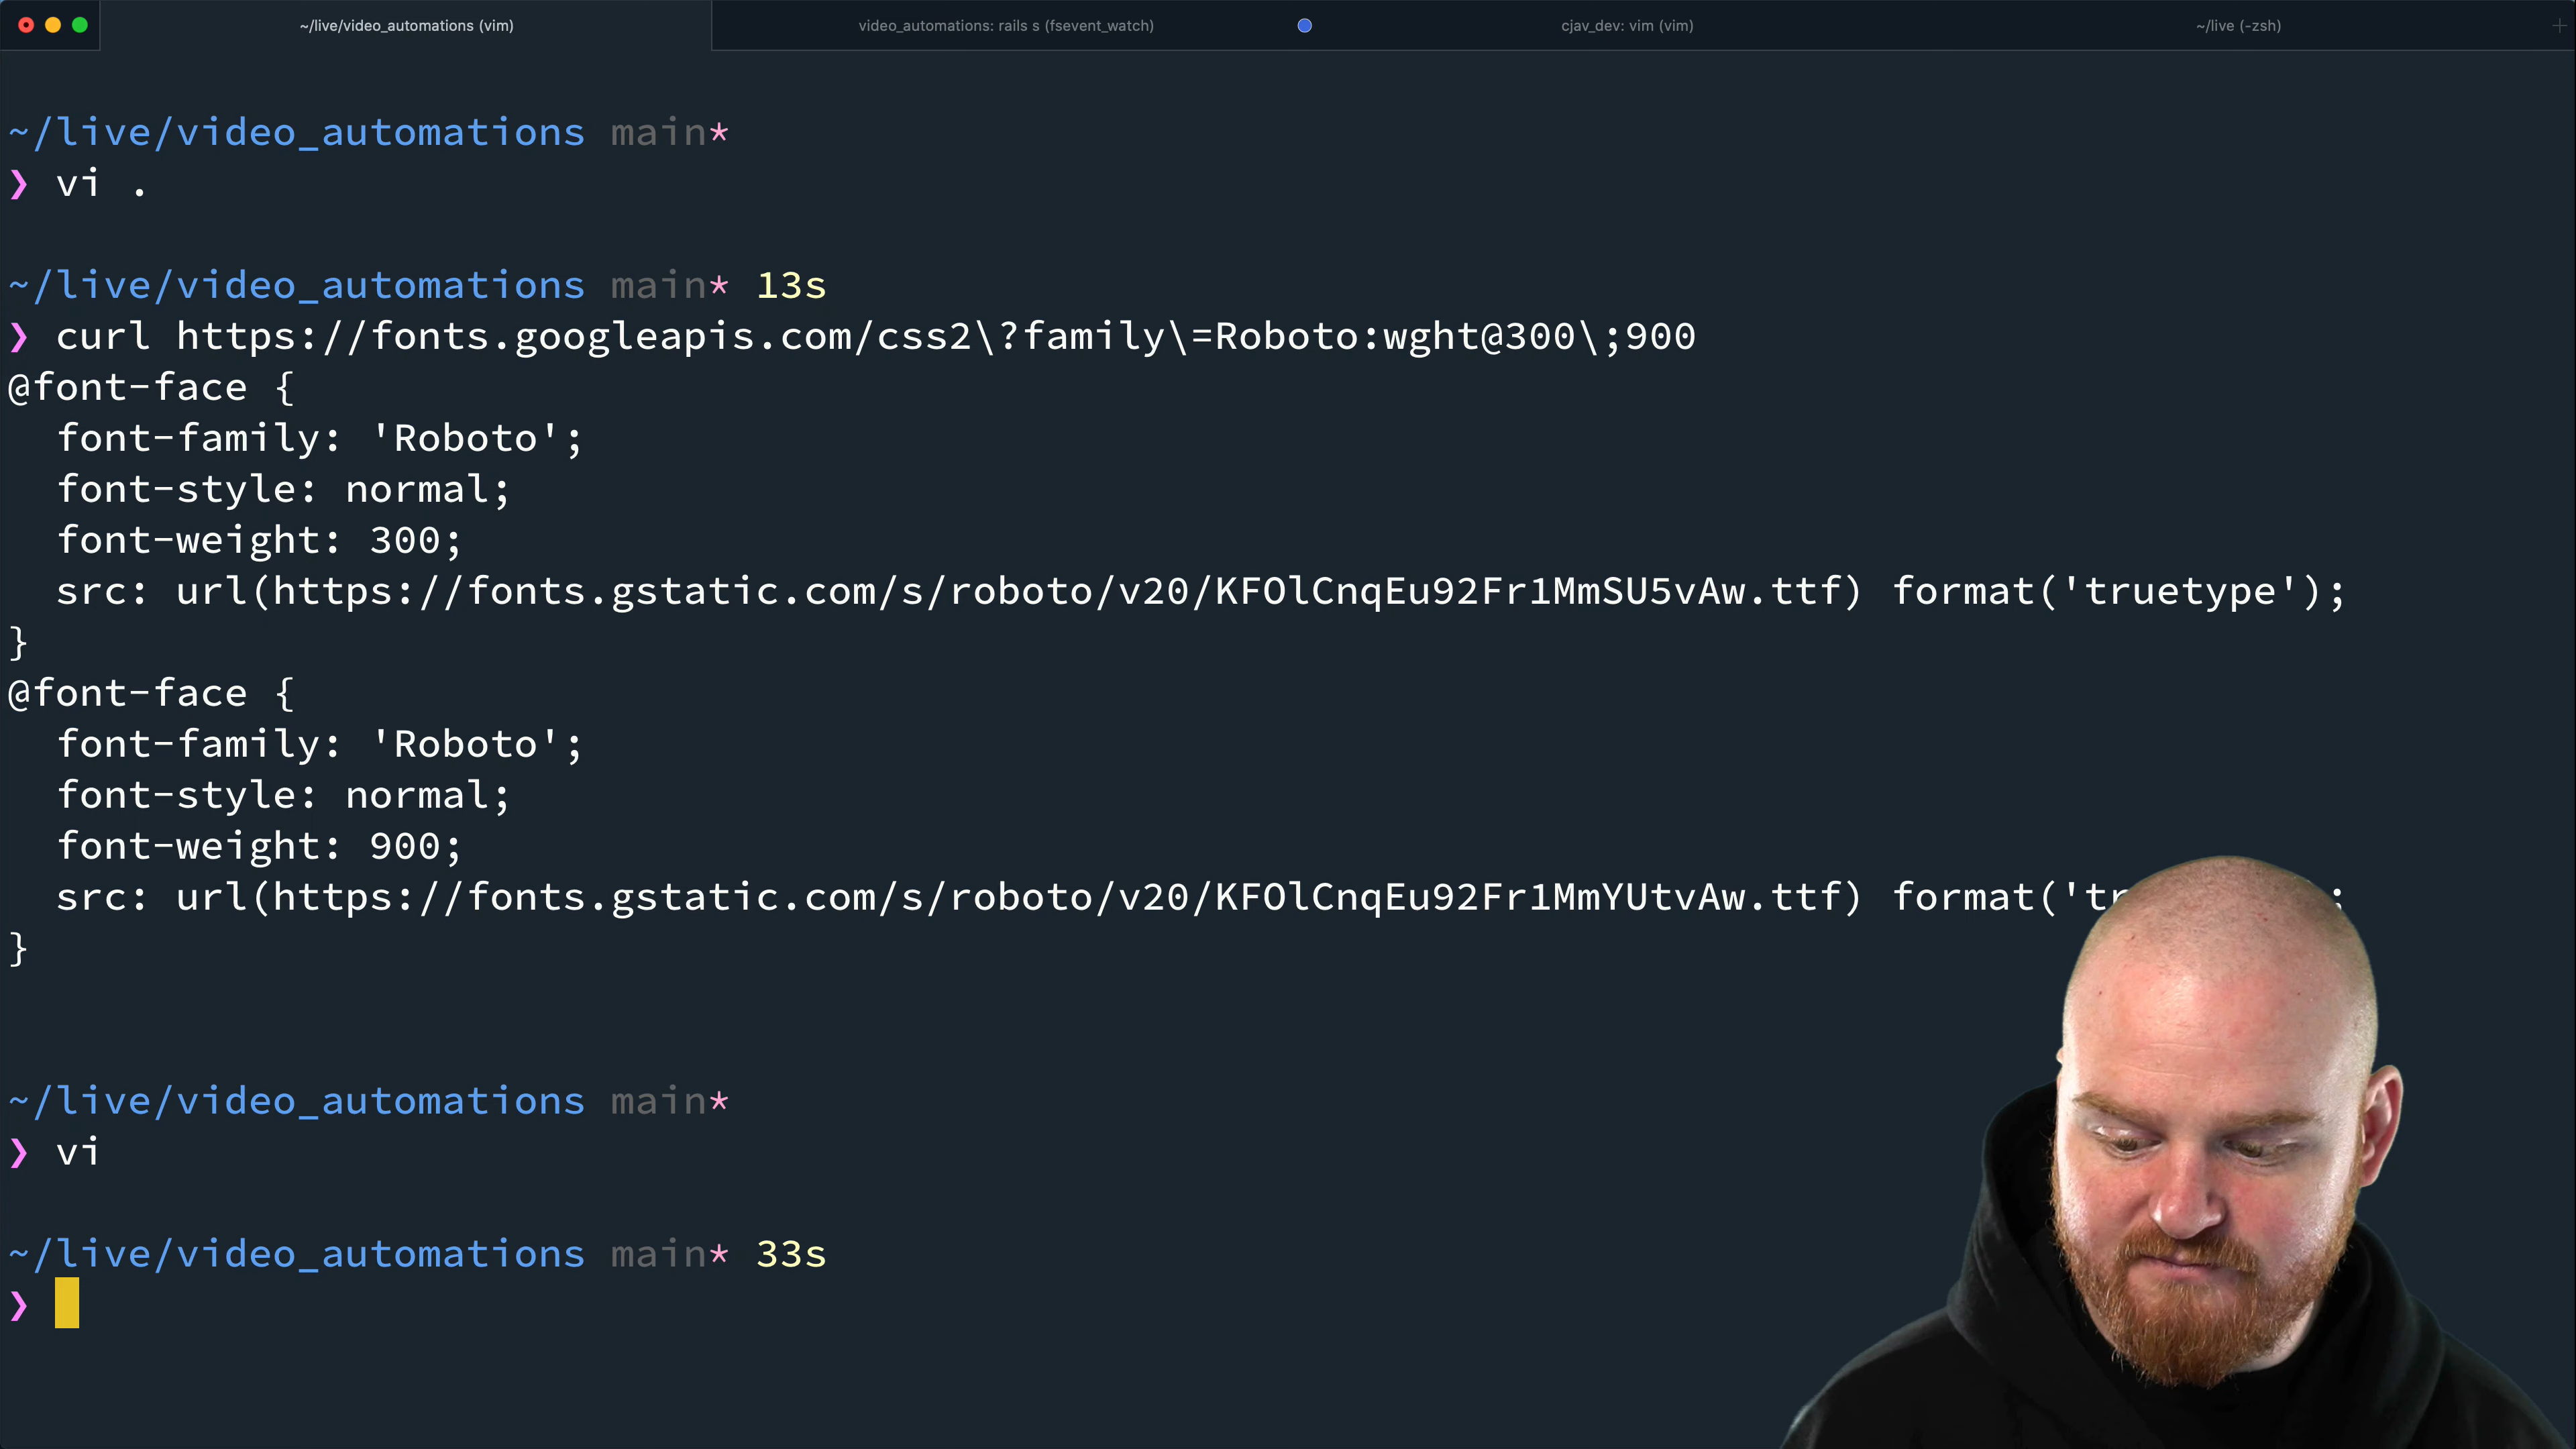 ~/live/video_automations (vim)
video_automations: rails s (fsevent_watch)
cjav_dev: vim (vim)
~/live (-zsh)
~/live/video_automations main*
❯ vi .
~/live/video_automations main* 13s
❯ curl https://fonts.googleapis.com/css2\?family\=Roboto:wght@300\;900
@font-face {
  font-family: 'Roboto';
  font-style: normal;
  font-weight: 300;
  src: url(https://fonts.gstatic.com/s/roboto/v20/KFOlCnqEu92Fr1MmSU5vAw.ttf) format('truetype');
}
@font-face {
  font-family: 'Roboto';
  font-style: normal;
  font-weight: 900;
  src: url(https://fonts.gstatic.com/s/roboto/v20/KFOlCnqEu92Fr1MmYUtvAw.ttf) format('tr ;
}
~/live/video_automations main*
❯ vi
~/live/video_automations main* 33s
❯